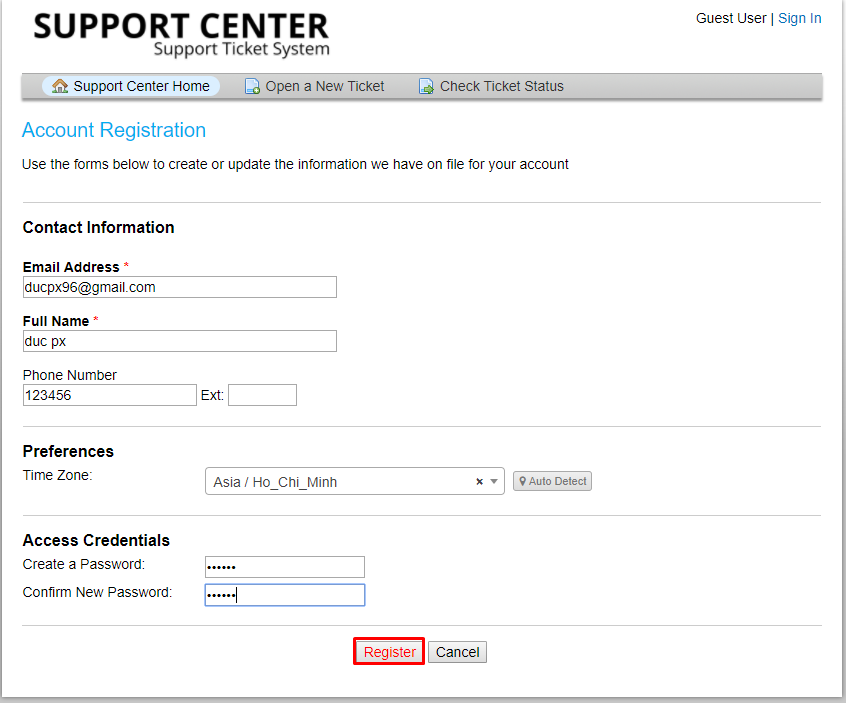 SUPPORT CENTER
Support Ticket System
Guest User | Sign In
Support Center Home Open a New Ticket Check Ticket Status
Account Registration
Use the forms below to create or update the information we have on file for your account
Contact Information
Email Address *
ducpx96@gmail.com
Full Name *
duc px
Phone Number
123456 Ext:
Preferences
Time Zone: Asia / Ho_Chi_Minh × Auto Detect
Access Credentials
Create a Password: ••••••
Confirm New Password: ••••••
Register Cancel